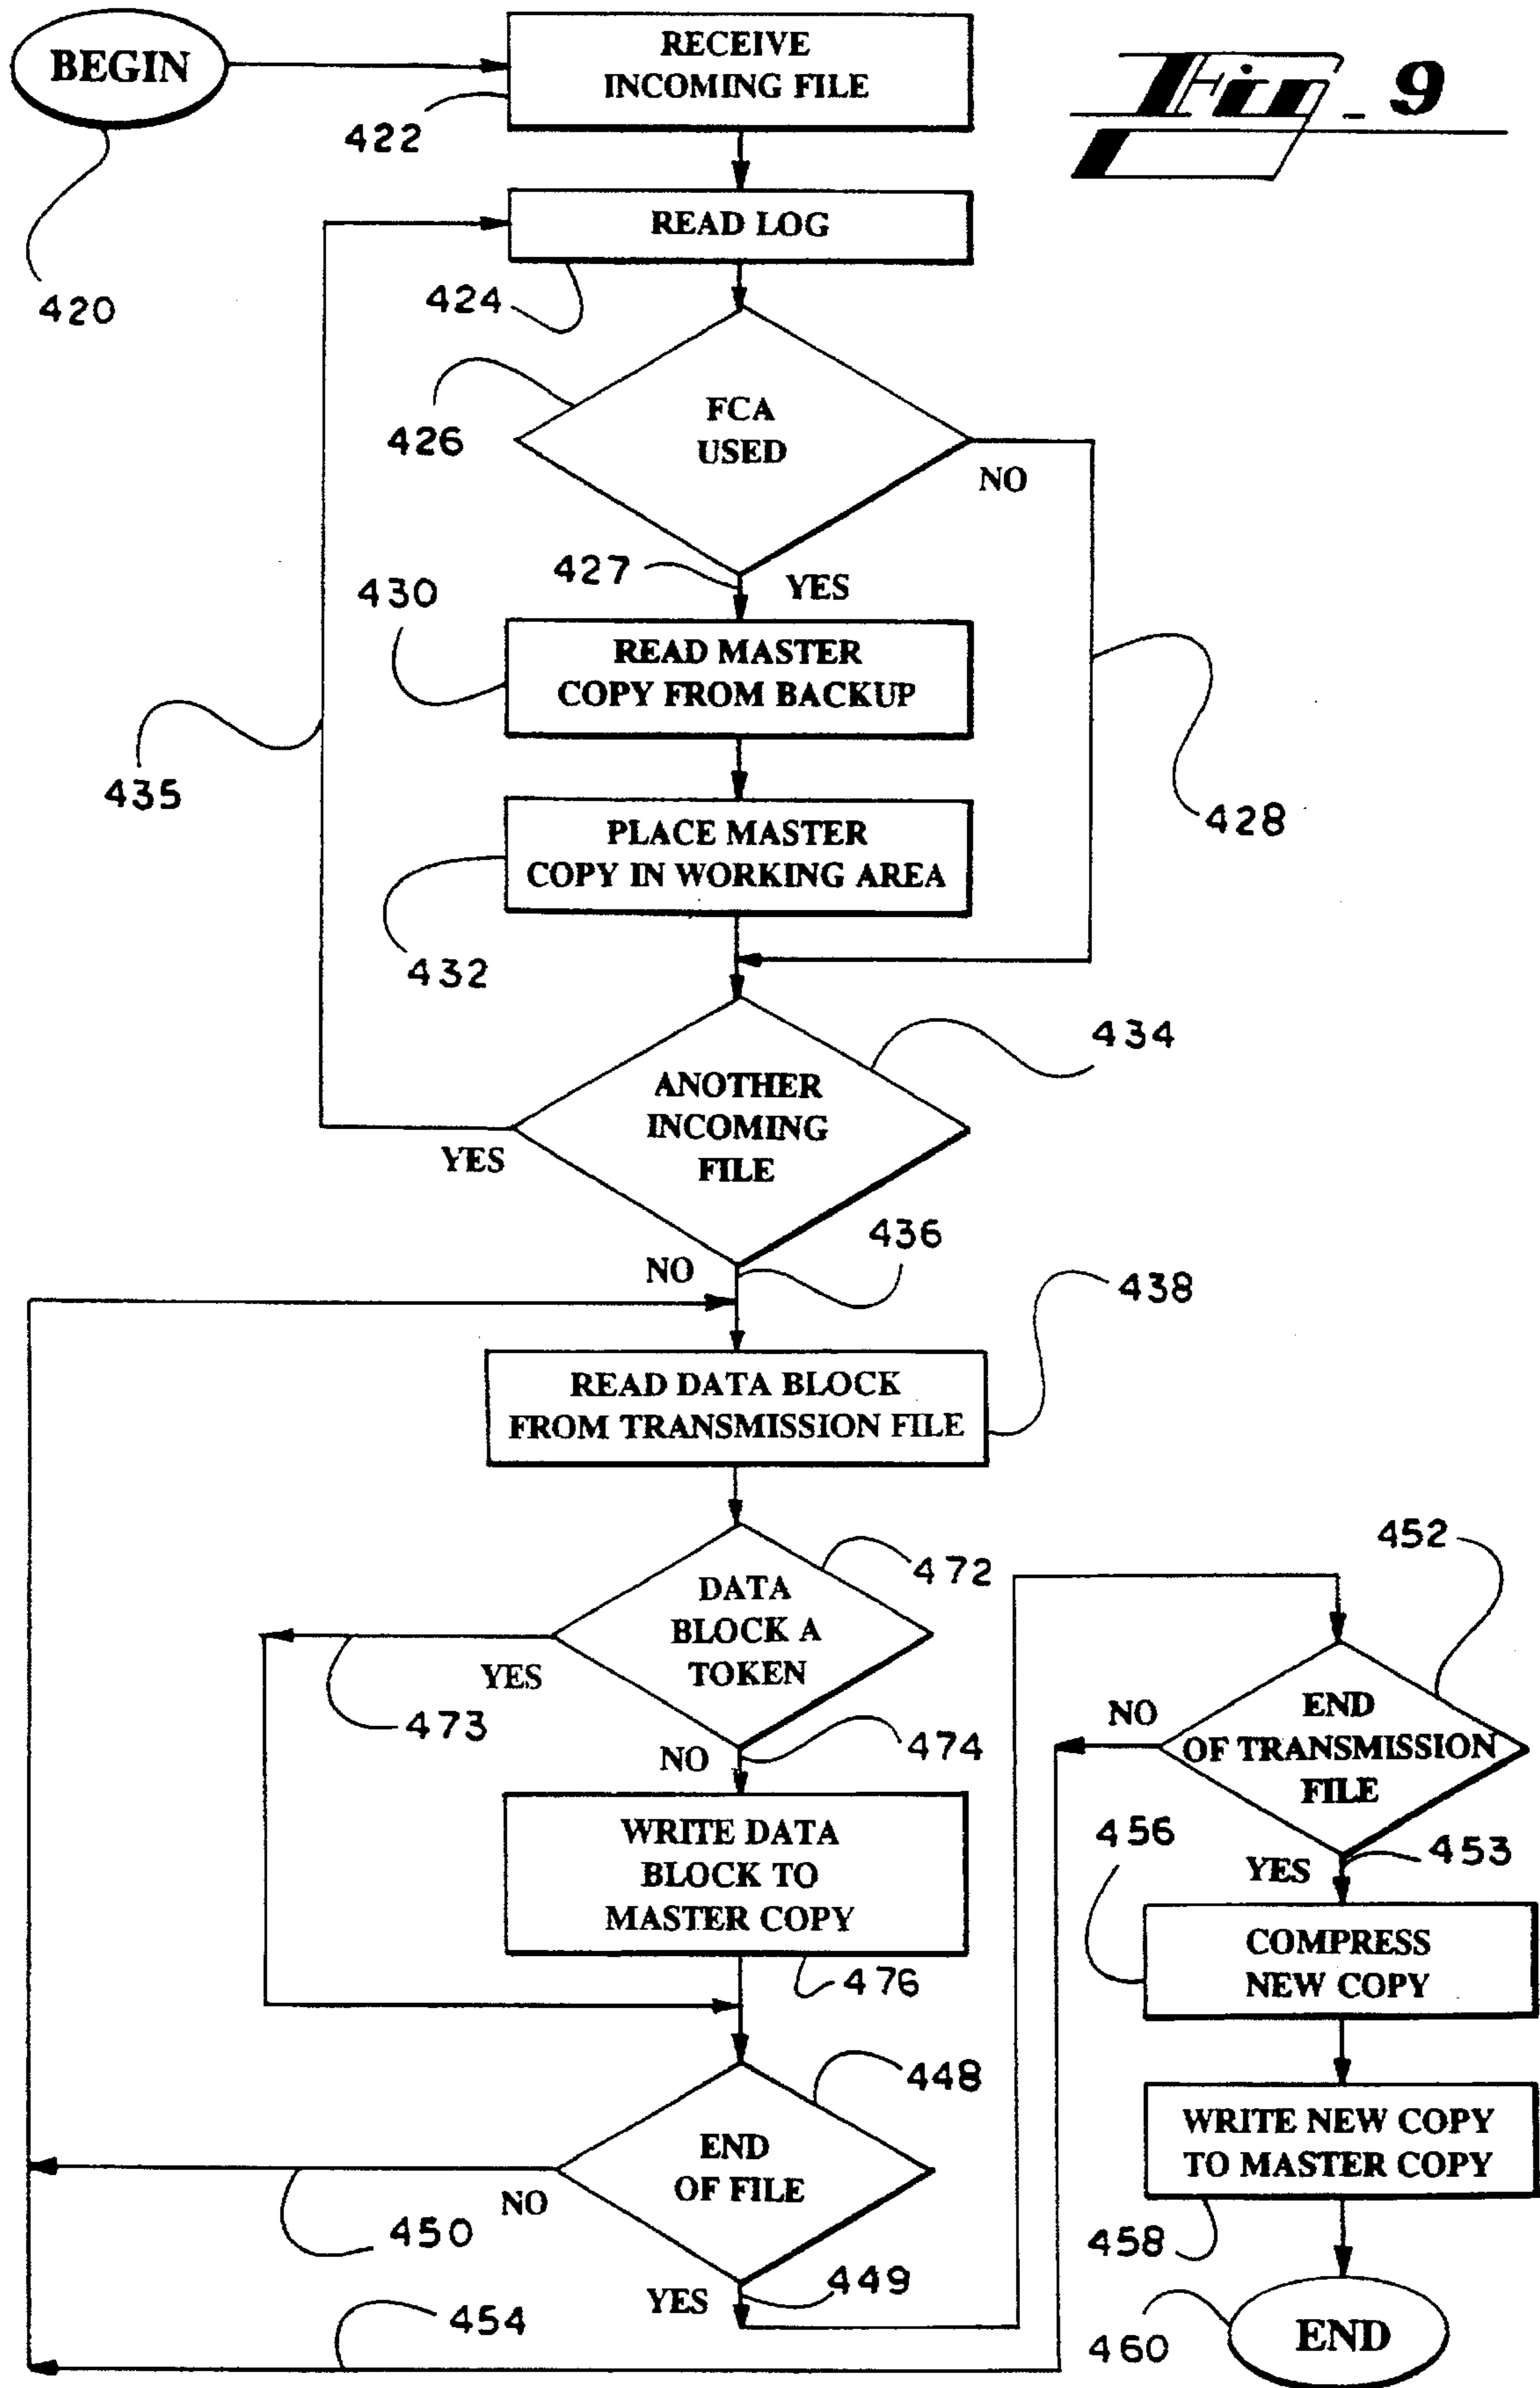 BEGIN
RECEIVE
INCOMING FILE
Fig_9
422
READ LOG
420
424
FCA
USED
426
NO
427
YES
430
READ MASTER
COPY FROM BACKUP
435
PLACE MASTER
COPY IN WORKING AREA
428
432
434
ANOTHER
INCOMING
FILE
YES
436
NO
438
READ DATA BLOCK
FROM TRANSMISSION FILE
452
472
DATA
BLOCK A
TOKEN
YES
473
474
NO
END
OF TRANSMISSION
FILE
NO
WRITE DATA
BLOCK TO
MASTER COPY
456
453
YES
COMPRESS
NEW COPY
476
448
END
OF FILE
NO
WRITE NEW COPY
TO MASTER COPY
450
458
449
YES
454
END
460